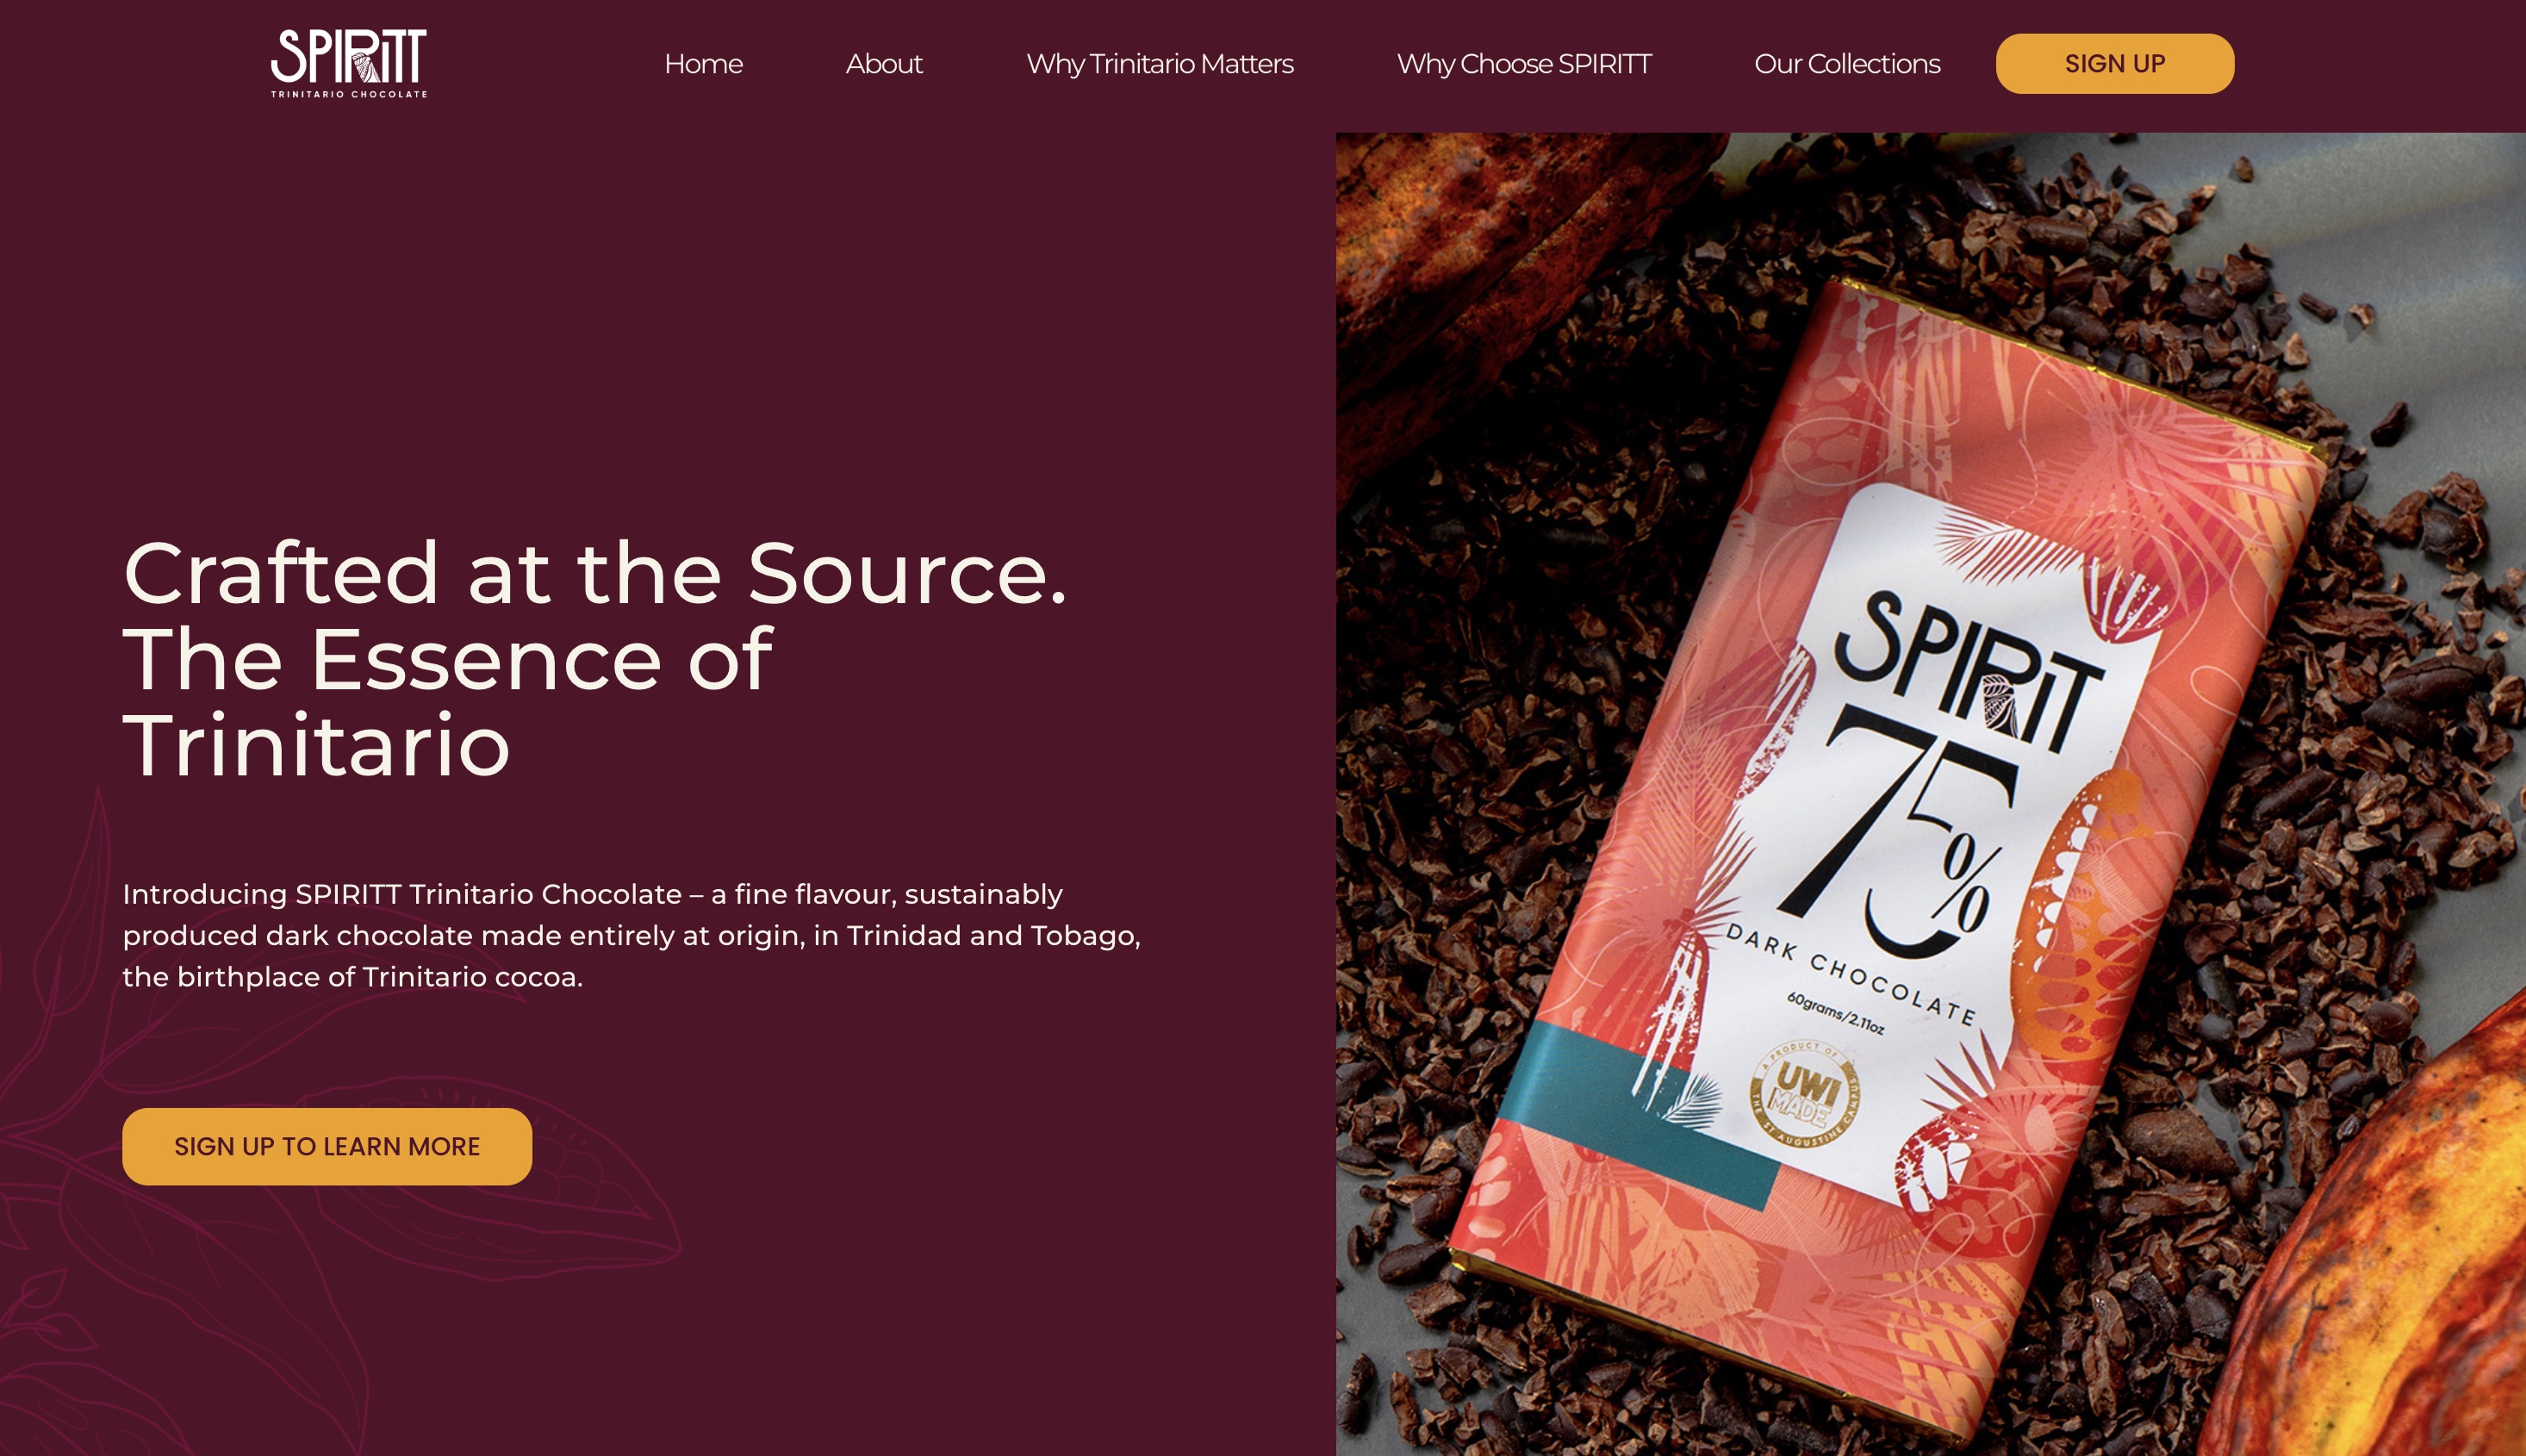 SPIRITT
TRINITARIO CHOCOLATE
Home
About
Why Trinitario Matters
Why Choose SPIRITT
Our Collections
SIGN UP
Crafted at the Source.
The Essence of
Trinitario
Introducing SPIRITT Trinitario Chocolate – a fine flavour, sustainably
produced dark chocolate made entirely at origin, in Trinidad and Tobago,
the birthplace of Trinitario cocoa.
SIGN UP TO LEARN MORE
SPIRIT
75%
DARK CHOCOLATE
60grams/2.11oz
A PRODUCT OF
UWI
MADE
THE ST AUGUSTINE CAMPUS